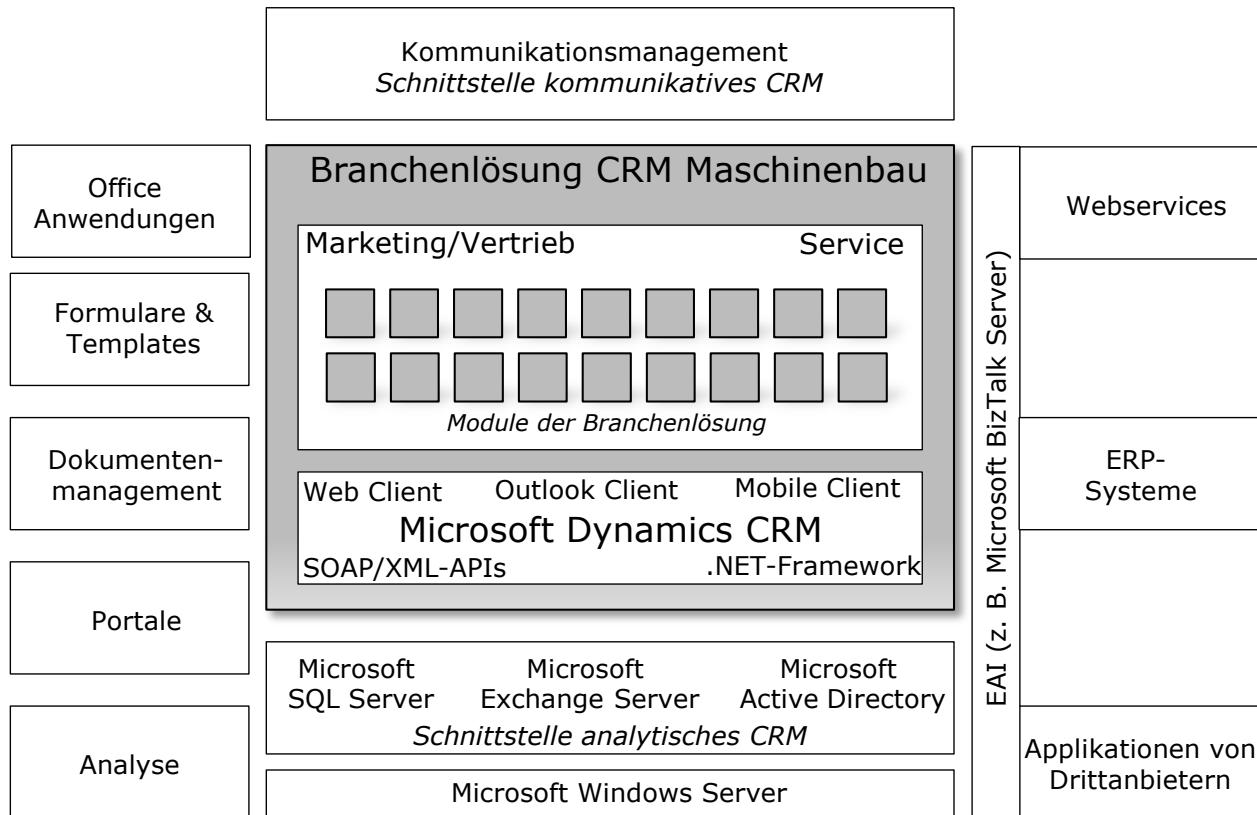 Kommunikationsmanagement
Schnittstelle kommunikatives CRM
Office
Anwendungen
Formulare &
Templates
Dokumenten-
management
Portale
Analyse
Branchenlösung CRM Maschinenbau
Marketing/Vertrieb
Service
Module der Branchenlösung
Web Client
Outlook Client
Mobile Client
Microsoft Dynamics CRM
SOAP/XML-APIs
.NET-Framework
Microsoft
SQL Server
Microsoft
Exchange Server
Microsoft
Active Directory
Schnittstelle analytisches CRM
Microsoft Windows Server
EAI (z. B. Microsoft BizTalk Server)
Webservices
ERP-
Systeme
Applikationen von
Drittanbietern